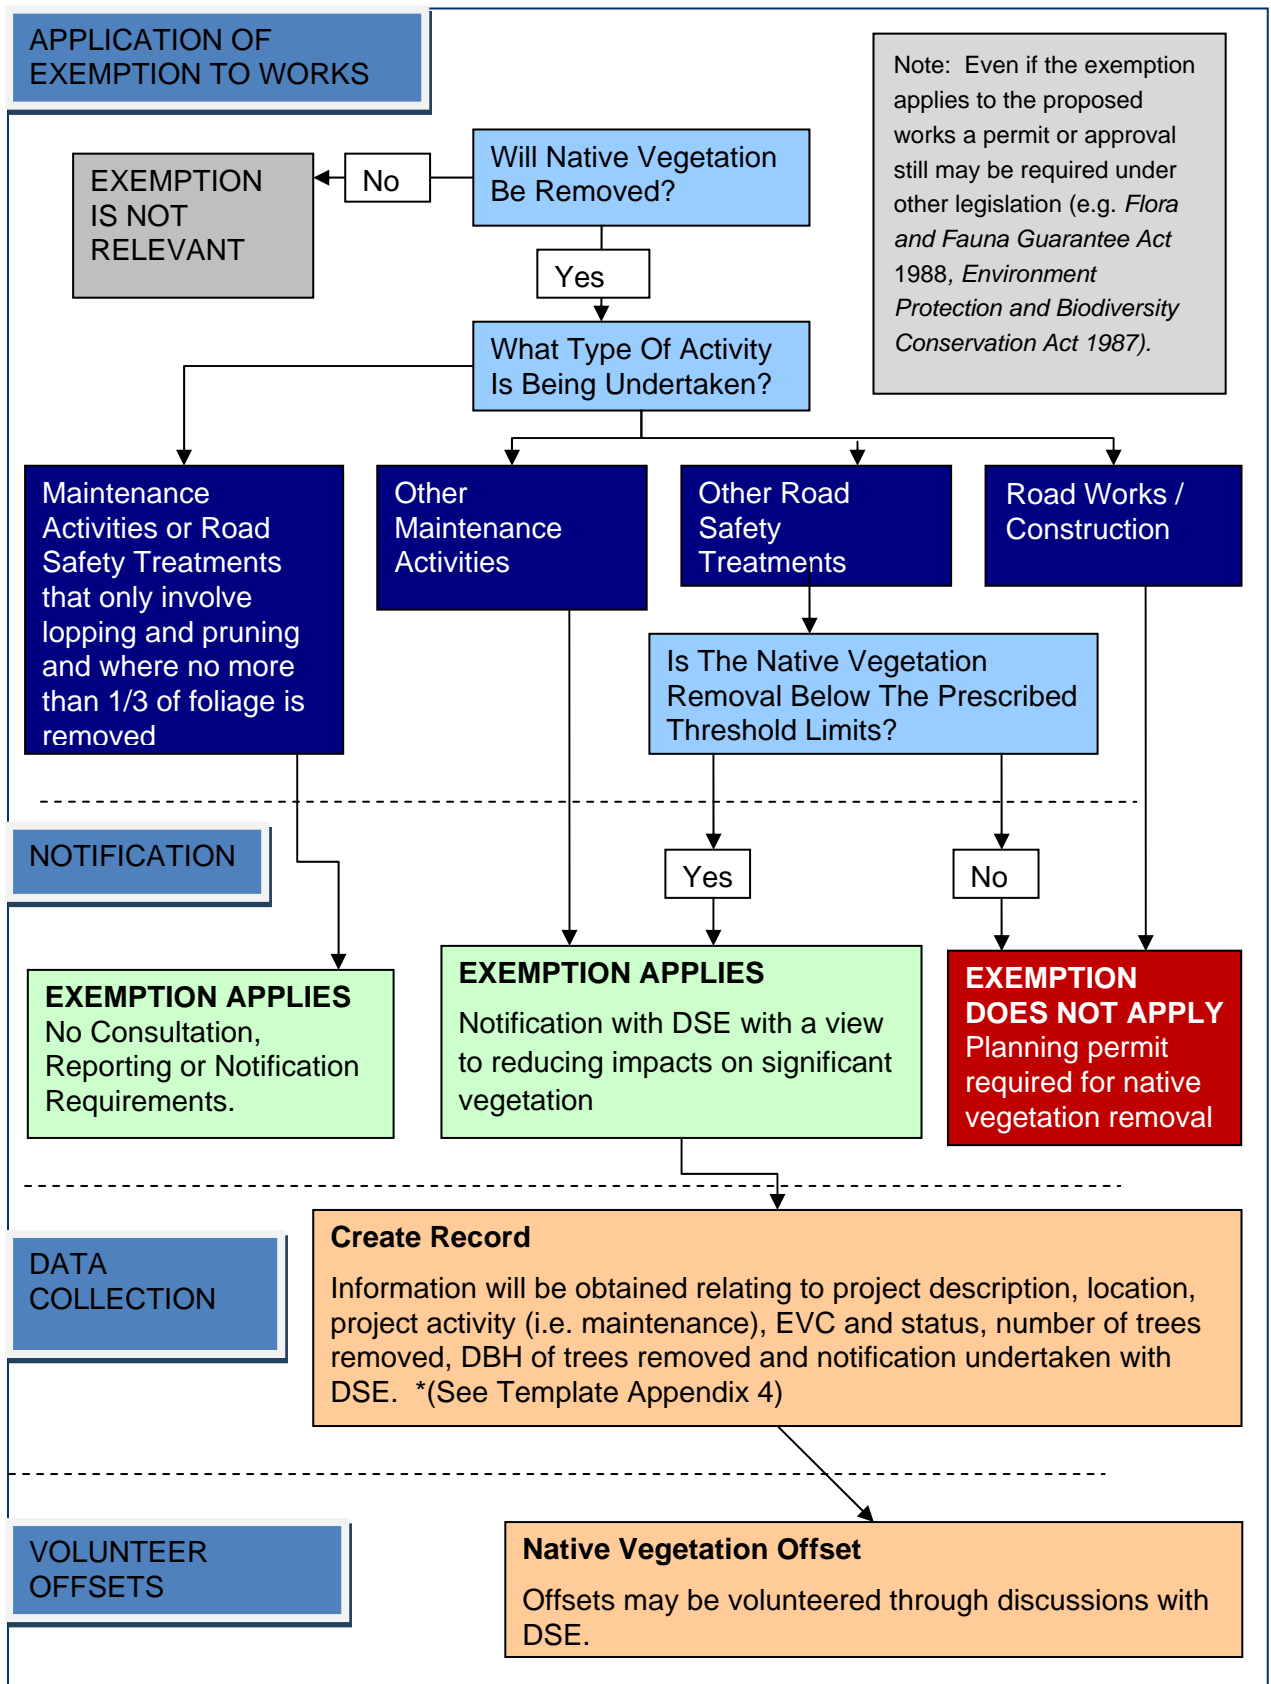 APPLICATION OF
EXEMPTION TO WORKS
Note:  Even if the exemption
applies to the proposed
works a permit or approval
still may be required under
other legislation (e.g. Flora
and Fauna Guarantee Act
1988, Environment
Protection and Biodiversity
Conservation Act 1987).
Will Native Vegetation
Be Removed?
No
EXEMPTION
IS NOT
RELEVANT
Yes
What Type Of Activity
Is Being Undertaken?
Maintenance
Activities or Road
Safety Treatments
that only involve
lopping and pruning
and where no more
than 1/3 of foliage is
removed
Other
Maintenance
Activities
Other Road
Safety
Treatments
Road Works /
Construction
Is The Native Vegetation
Removal Below The Prescribed
Threshold Limits?
NOTIFICATION
Yes
No
EXEMPTION APPLIES
No Consultation,
Reporting or Notification
Requirements.
EXEMPTION APPLIES
Notification with DSE with a view
to reducing impacts on significant
vegetation
EXEMPTION
DOES NOT APPLY
Planning permit
required for native
vegetation removal
DATA
COLLECTION
Create Record
Information will be obtained relating to project description, location,
project activity (i.e. maintenance), EVC and status, number of trees
removed, DBH of trees removed and notification undertaken with
DSE.  *(See Template Appendix 4)
VOLUNTEER
OFFSETS
Native Vegetation Offset
Offsets may be volunteered through discussions with
DSE.